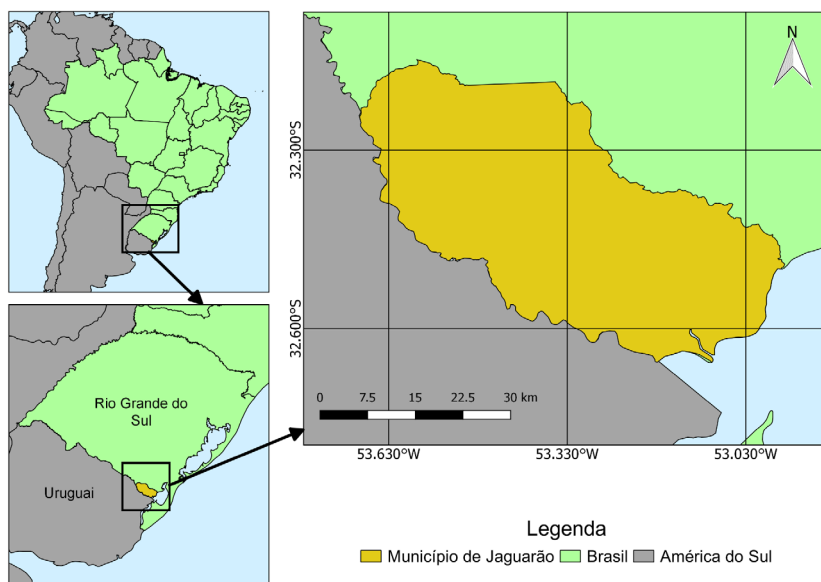 N
32.300°S
32.600°S
0 7.5 15 22.5 30 km
53.630°W 53.330°W 53.030°W
Rio Grande do
Sul
Uruguai
Legenda
Município de Jaguarão Brasil América do Sul